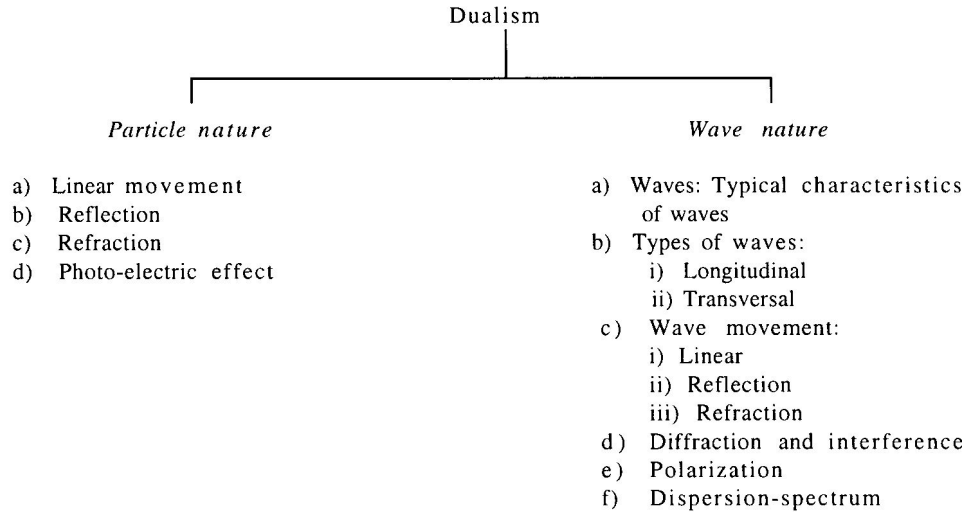 Dualism
Particle nature
a) Linear movement
b) Reflection
c) Refraction
d) Photo-electric effect
Wave nature
a) Waves: Typical characteristics
of waves
b) Types of waves:
i) Longitudinal
ii) Transversal
c) Wave movement:
i) Linear
ii) Reflection
iii) Refraction
d) Diffraction and interference
e) Polarization
f) Dispersion-spectrum